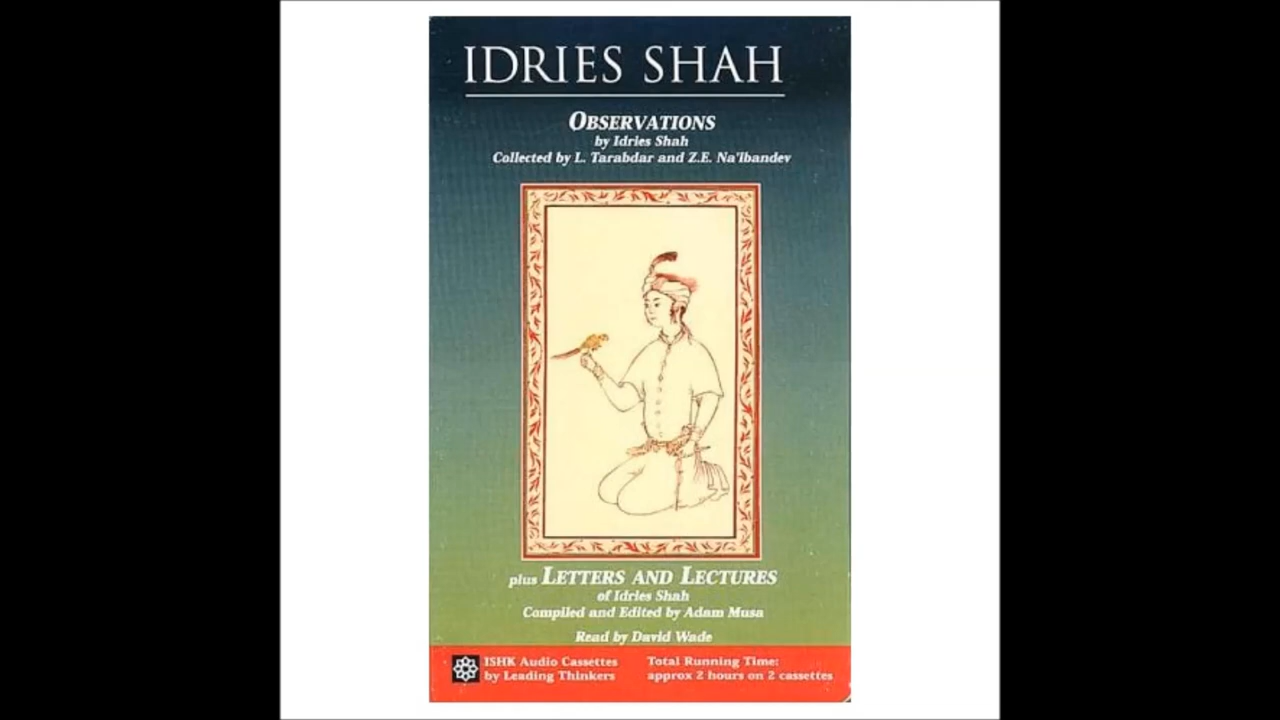 IDRIES SHAH
OBSERVATIONS
by Idries Shah
Collected by L. Tarabdar and Z.E. Na'lbandev
plus LETTERS AND LECTURES
of Idries Shah
Compiled and Edited by Adam Musa
Read by David Wade
ISHK Audio Cassettes
by Leading Thinkers
Total Running Time:
approx 2 hours on 2 cassettes